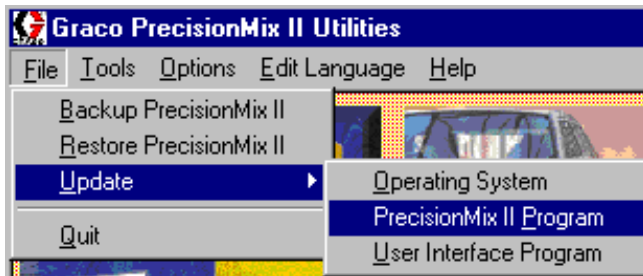 Graco PrecisionMix II Utilities
File Tools Options Edit Language Help
Backup PrecisionMix II
Restore PrecisionMix II
Update
Operating System
PrecisionMix II Program
User Interface Program
Quit